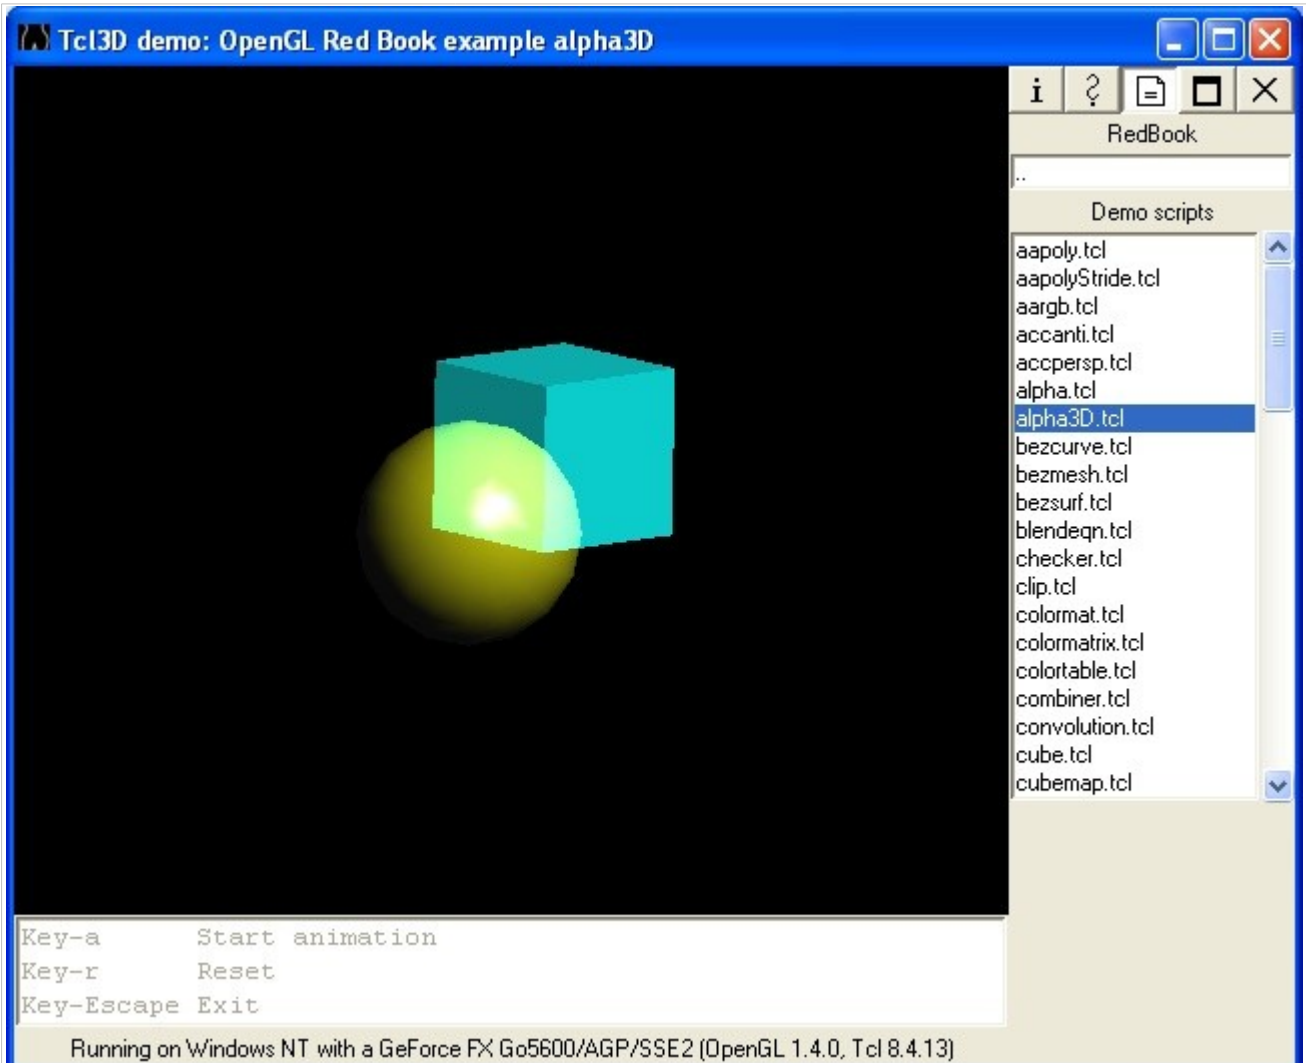 Tcl3D demo: OpenGL Red Book example alpha3D
i ?
RedBook
..
Demo scripts
aapoly.tcl
aapolyStride.tcl
aargb.tcl
accanti.tcl
accpersp.tcl
alpha.tcl
alpha3D.tcl
bezcurve.tcl
bezmesh.tcl
bezsurf.tcl
blendeqn.tcl
checker.tcl
clip.tcl
colormat.tcl
colormatrix.tcl
colortable.tcl
combiner.tcl
convolution.tcl
cube.tcl
cubemap.tcl
Key-a Start animation
Key-r Reset
Key-Escape Exit
Running on Windows NT with a GeForce FX Go5600/AGP/SSE2 (OpenGL 1.4.0, Tcl 8.4.13)